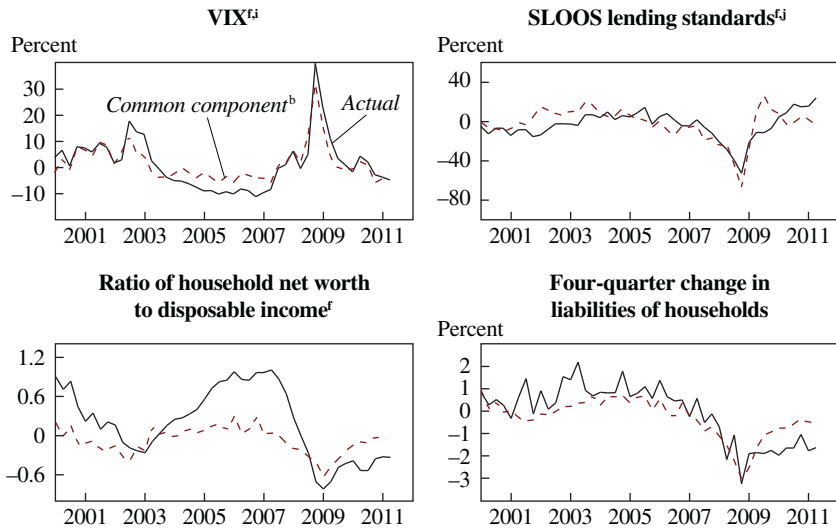 VIXf,i
Percent
30
20
10
0
−10
Common componentb
Actual
2001 2003 2005 2007 2009 2011
SLOOS lending standardsf,j
Percent
40
0
−40
−80
2001 2003 2005 2007 2009 2011
Ratio of household net worth
to disposable incomef
1.2
0.6
0
−0.6
2001 2003 2005 2007 2009 2011
Four-quarter change in
liabilities of households
Percent
2
1
0
−1
−2
−3
2001 2003 2005 2007 2009 2011